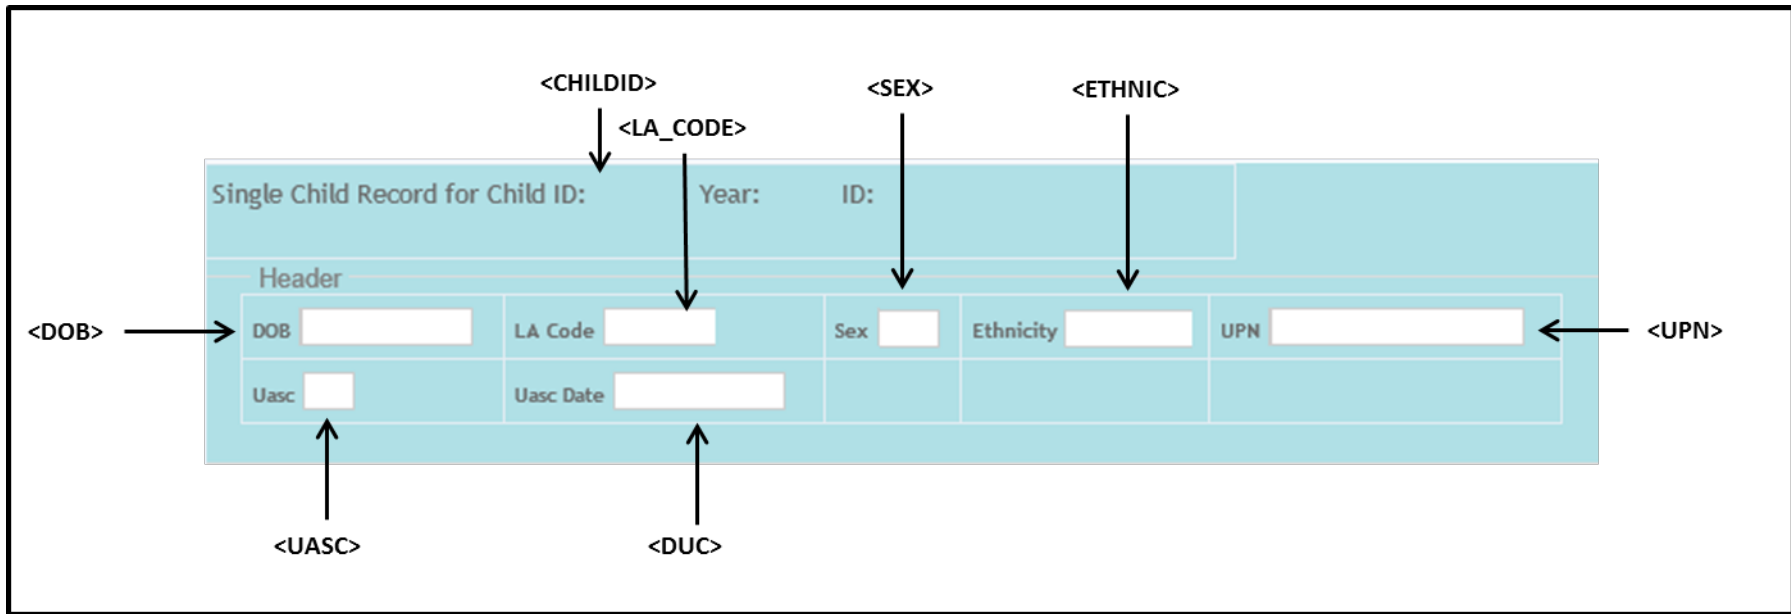 <CHILDID> <SEX> <ETHNIC>
<LA_CODE>
Single Child Record for Child ID: Year: ID:
Header
<DOB> DOB LA Code Sex Ethnicity UPN <UPN>
Uasc Uasc Date
<UASC> <DUC>